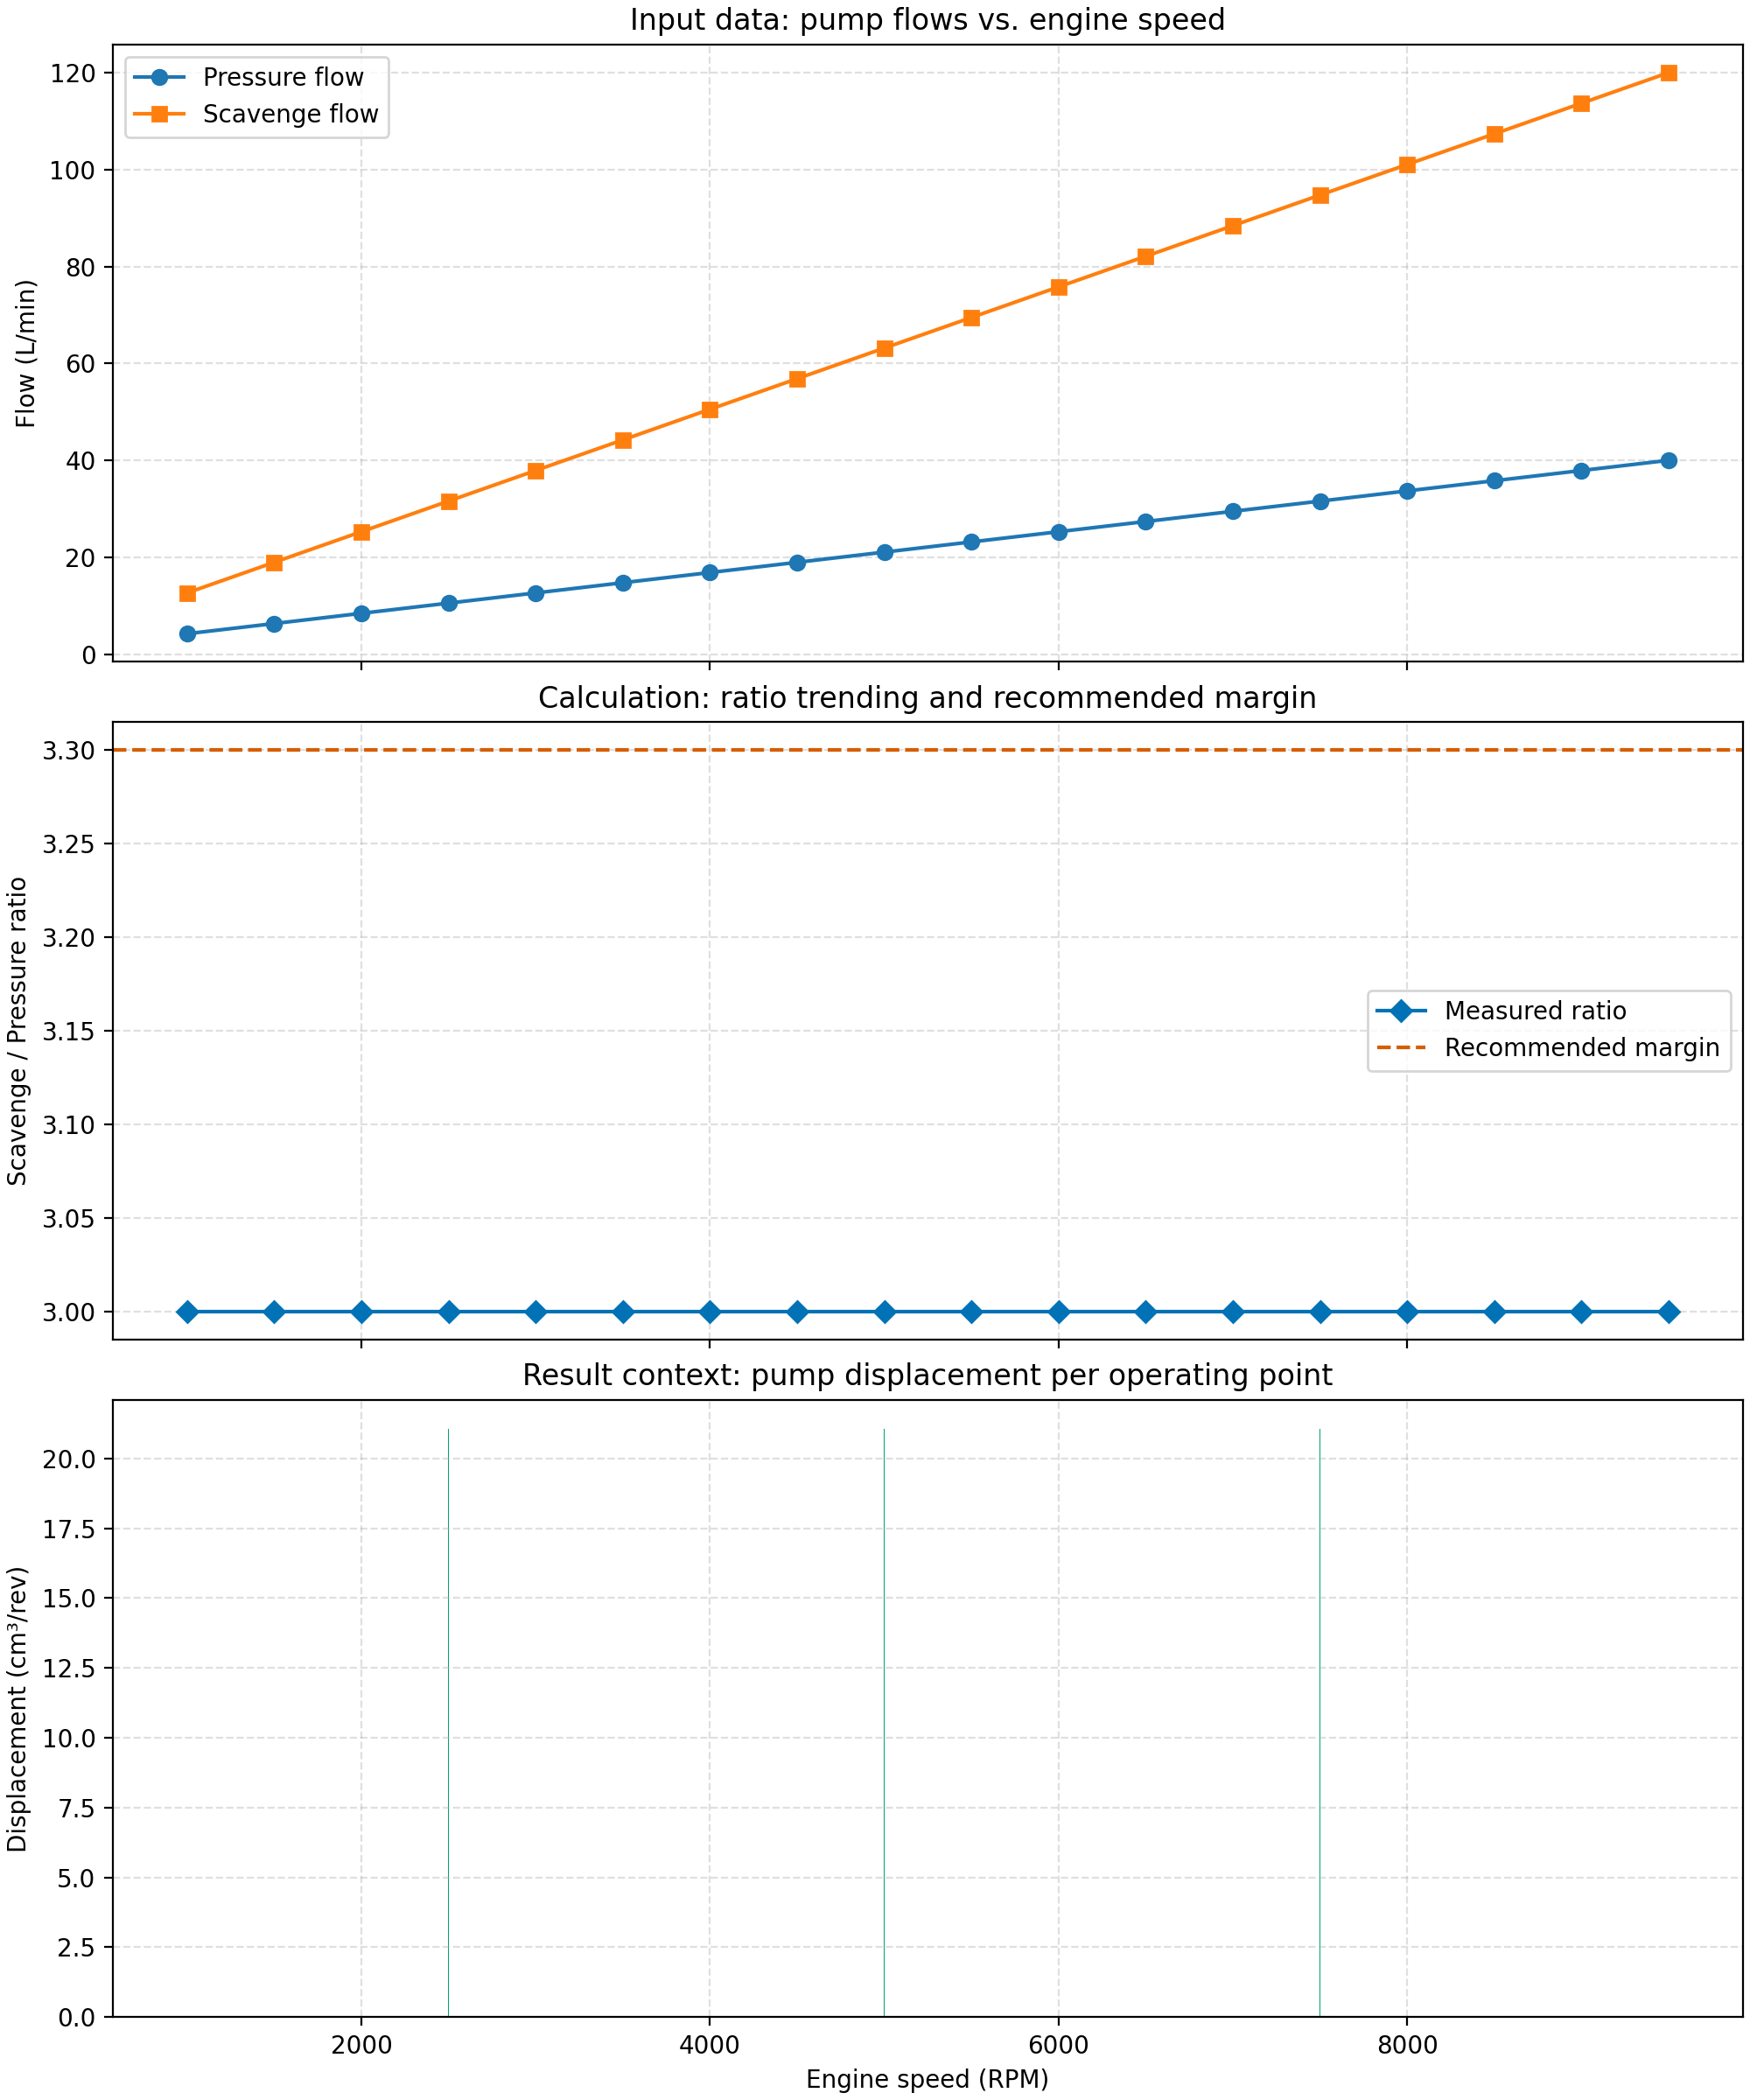 Input data: pump flows vs. engine speed
Pressure flow
Scavenge flow
120
100
80
60
40
20
0
Flow (L/min)
Calculation: ratio trending and recommended margin
3.30
3.25
3.20
3.15
3.10
3.05
3.00
Scavenge / Pressure ratio
Measured ratio
Recommended margin
Result context: pump displacement per operating point
20.0
17.5
15.0
12.5
10.0
7.5
5.0
2.5
0.0
Displacement (cm³/rev)
2000 4000 6000 8000
Engine speed (RPM)